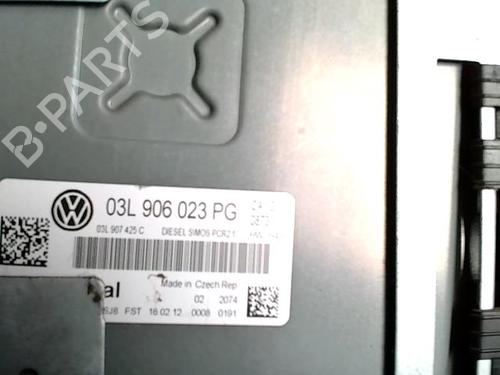 B·PARTS
03L 906 023 PG
03L 907 425 C DIESEL SIMOS PCR2.1
al
Made in Czech Rep
02 2074
FST 16.02.12 0008 0191